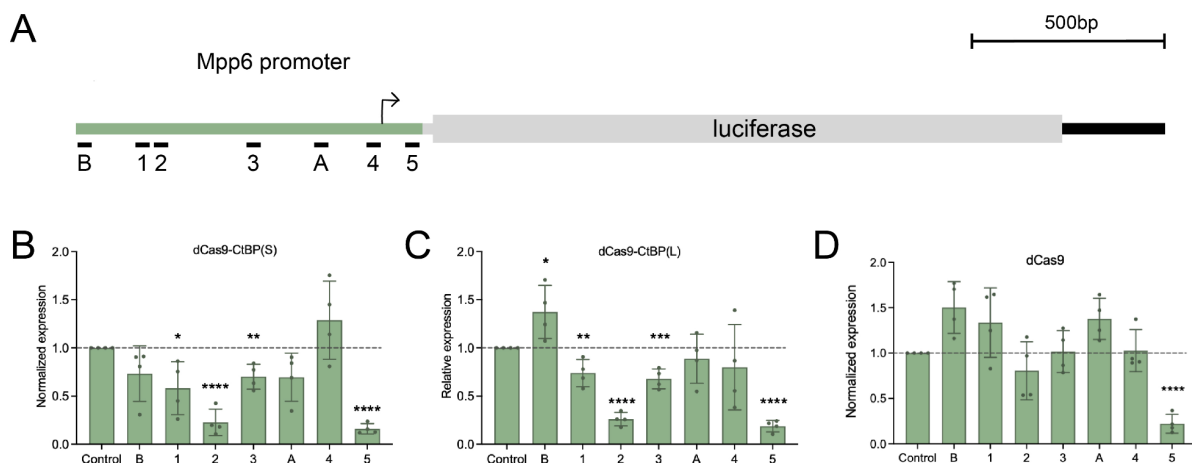 A
500bp
Mpp6 promoter
luciferase
B 1 2 3 A 4 5
B
dCas9-CtBP(S)
Normalized expression
2.0
1.5
1.0
0.5
0.0
*
****
**
****
Control B 1 2 3 A 4 5
C
dCas9-CtBP(L)
Relative expression
2.0
1.5
1.0
0.5
0.0
*
**
****
***
****
Control B 1 2 3 A 4 5
D
dCas9
Normalized expression
2.0
1.5
1.0
0.5
0.0
****
Control B 1 2 3 A 4 5